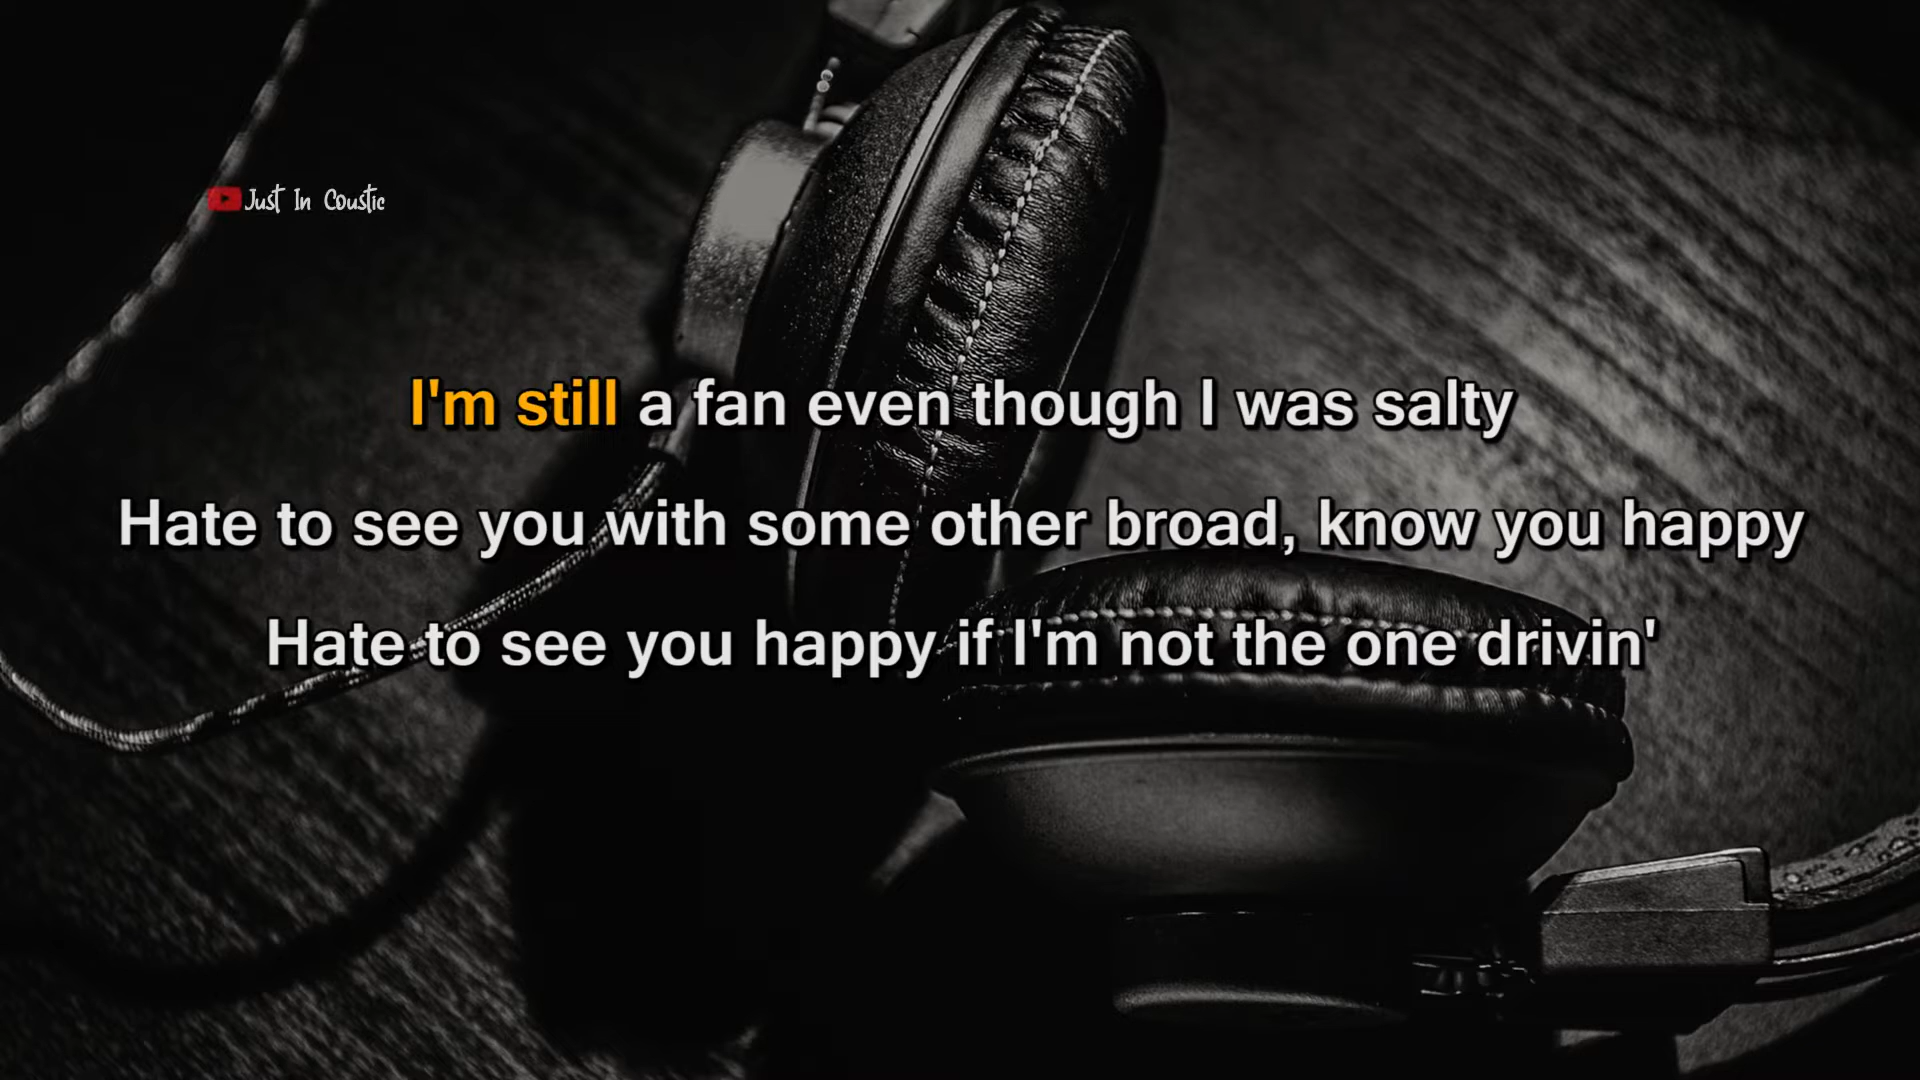 Just In Coustic
I'm still a fan even though I was salty
Hate to see you with some other broad, know you happy
Hate to see you happy if I'm not the one drivin'